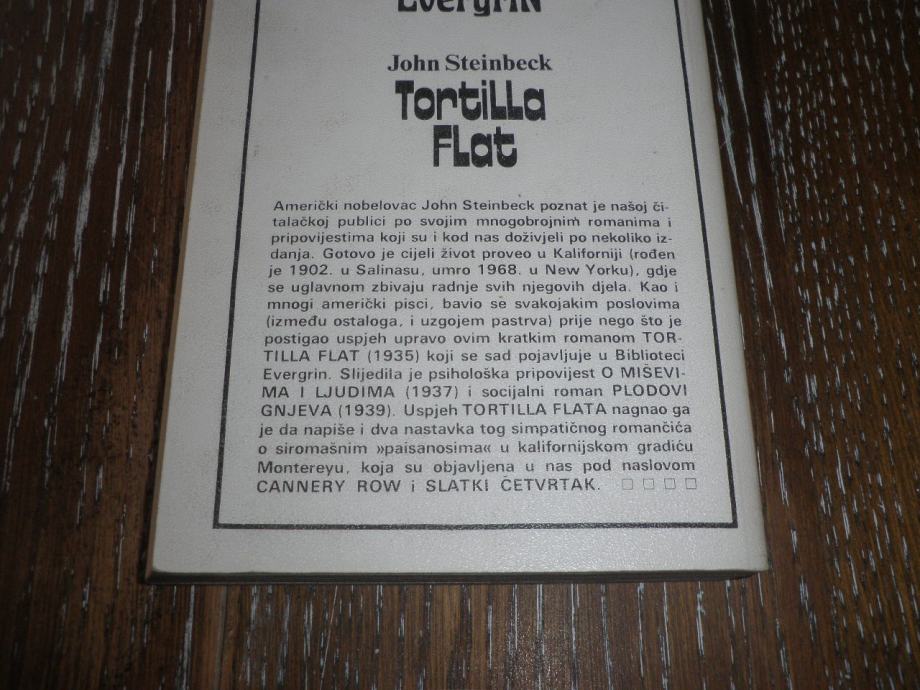 Evergrin
John Steinbeck
Tortilla
Flat
Američki nobelovac John Steinbeck poznat je našoj či-
talačkoj publici po svojim mnogobrojnim romanima i
pripovijestima koji su i kod nas doživjeli po nekoliko iz-
danja. Gotovo je cijeli život proveo u Kaliforniji (rođen
je 1902. u Salinasu, umro 1968. u New Yorku), gdje
se uglavnom zbivaju radnje svih njegovih djela. Kao i
mnogi američki pisci, bavio se svakojakim poslovima
(između ostaloga, i uzgojem pastrva) prije nego što je
postigao uspjeh upravo ovim kratkim romanom TOR-
TILLA FLAT (1935) koji se sad pojavljuje u Biblioteci
Evergrin. Slijedila je psihološka pripovijest O MIŠEVI-
MA I LJUDIMA (1937) i socijalni roman PLODOVI
GNJEVA (1939). Uspjeh TORTILLA FLATA nagnao ga
je da napiše i dva nastavka tog simpatičnog romančića
o siromašnim »paisanosima« u kalifornijskom gradiću
Montereyu, koja su objavljena u nas pod naslovom
CANNERY ROW i SLATKI ČETVRTAK. □ □ □ □